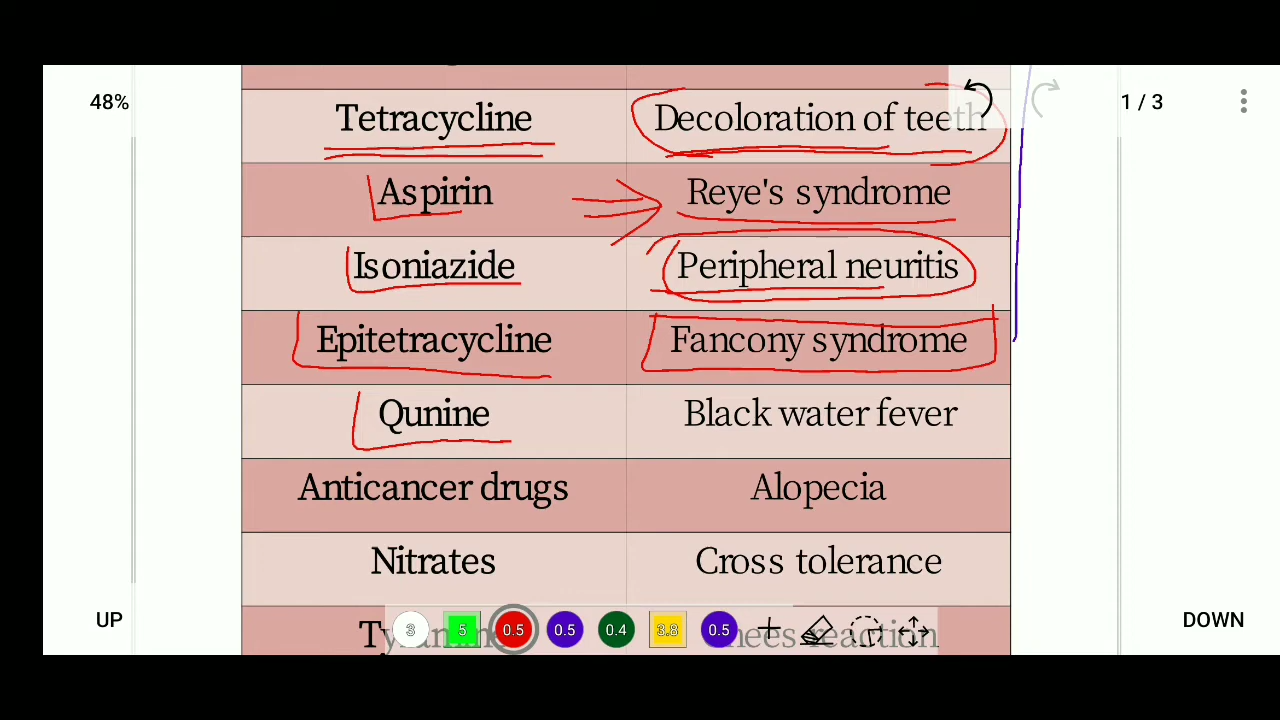 48%
1 / 3
Tetracycline Decoloration of teeth
Aspirin Reye's syndrome
Isoniazide Peripheral neuritis
Epitetracycline Fancony syndrome
Qunine Black water fever
Anticancer drugs Alopecia
Nitrates Cross tolerance
reaction
3 5 0.5 0.5 0.4 3.8 0.5
UP
DOWN